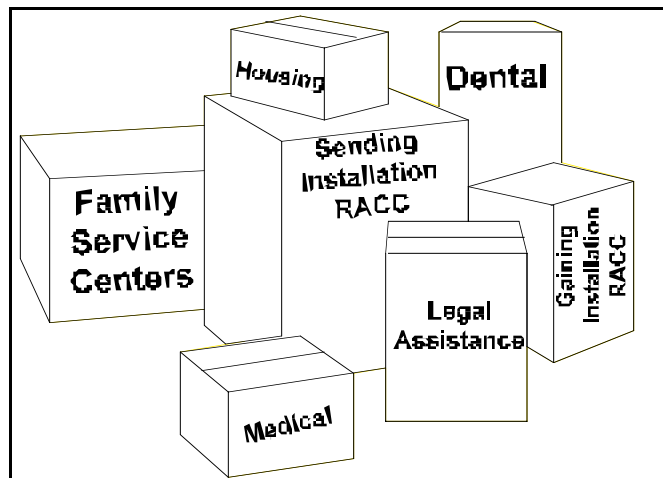 Housing
Dental
Sending
Installation
RACC
Family
Service
Centers
Gaining
Installation
RACC
Legal
Assistance
Medical